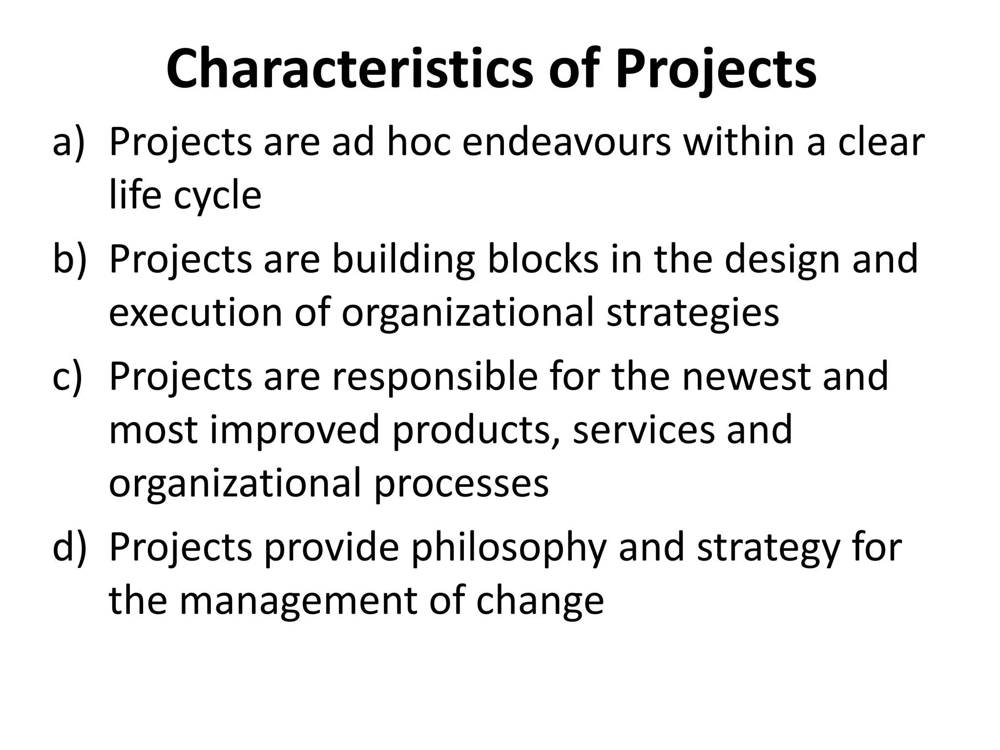 Characteristics of Projects
a) Projects are ad hoc endeavours within a clear
life cycle
b) Projects are building blocks in the design and
execution of organizational strategies
c) Projects are responsible for the newest and
most improved products, services and
organizational processes
d) Projects provide philosophy and strategy for
the management of change